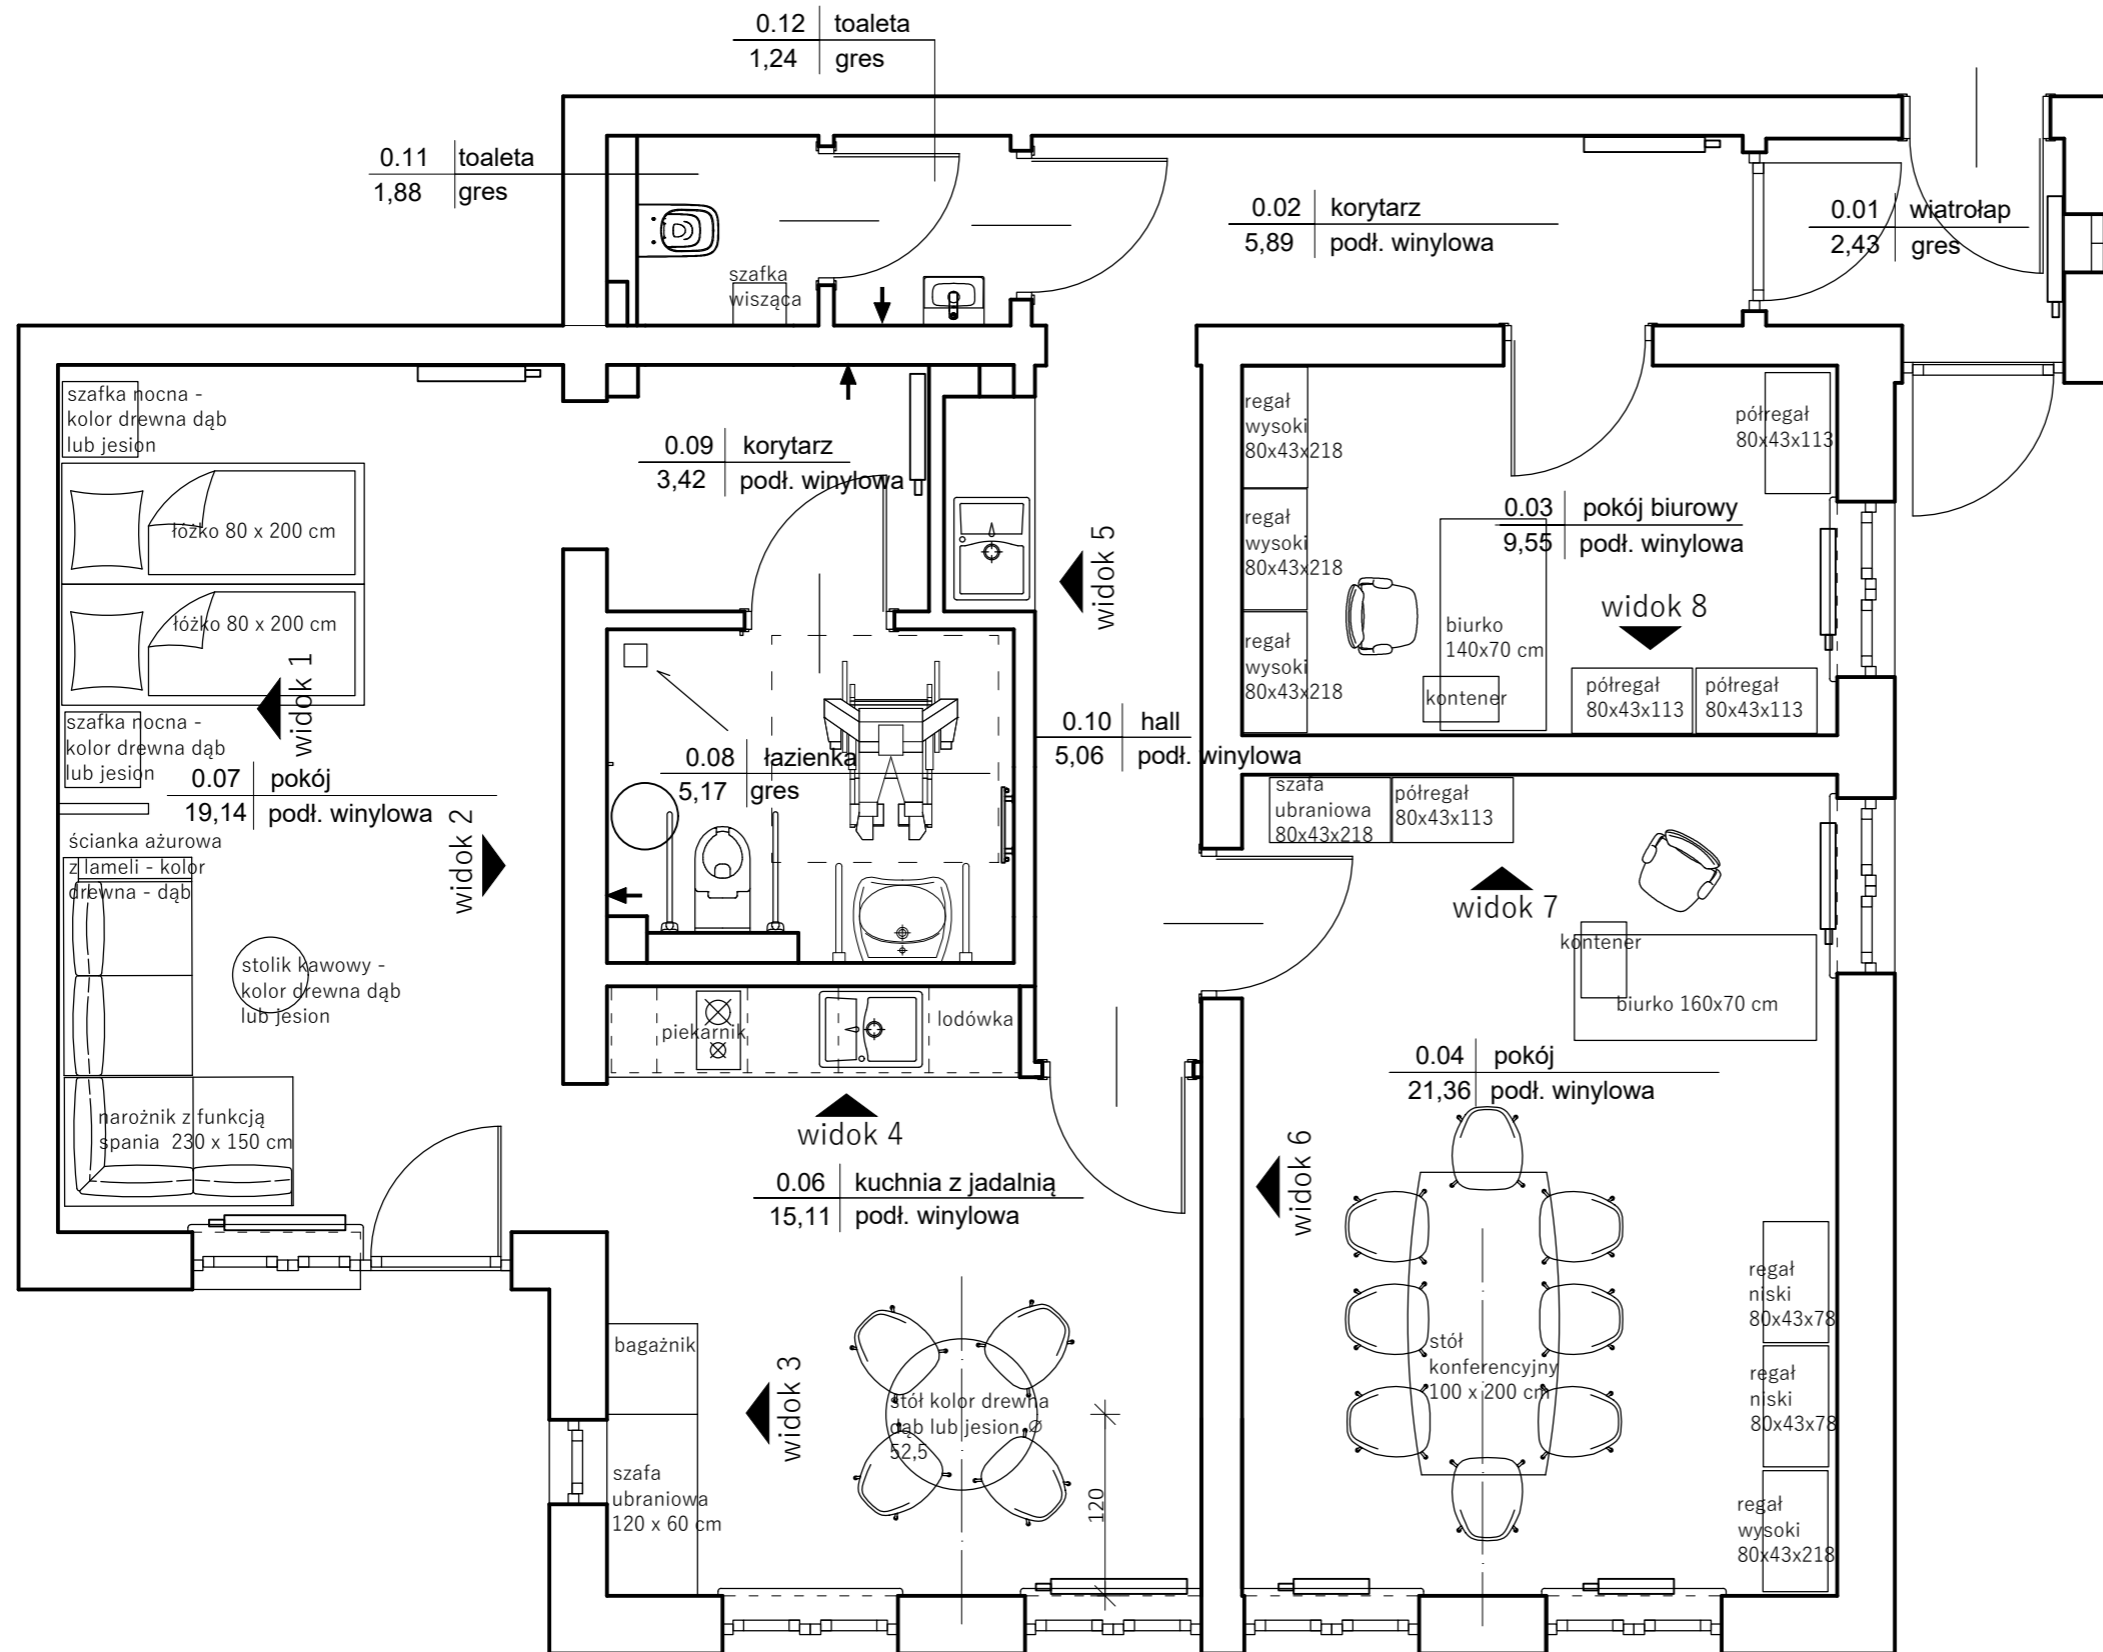 0.12 toaleta
1,24 gres
0.11 toaleta
1,88 gres
0.02 korytarz
5,89 podł. winylowa
0.01 wiatrołap
2,43 gres
szafka
wisząca
szafka nocna -
kolor drewna dąb
lub jesion
łóżko 80 x 200 cm
łóżko 80 x 200 cm
widok 1
szafka nocna -
kolor drewna dąb
lub jesion
0.07 pokój
19,14 podł. winylowa
ścianka ażurowa
z lameli - kolor
drewna - dąb
widok 2
stolik kawowy -
kolor drewna dąb
lub jesion
narożnik z funkcją
spania 230 x 150 cm
0.09 korytarz
3,42 podł. winylowa
0.08 łazienka
5,17 gres
widok 5
0.10 hall
5,06 podł. winylowa
regał
wysoki
80x43x218
regał
wysoki
80x43x218
regał
wysoki
80x43x218
półregał
80x43x113
0.03 pokój biurowy
9,55 podł. winylowa
widok 8
biurko
140x70 cm
kontener
półregał
80x43x113
półregał
80x43x113
szafa
ubraniowa
80x43x218
półregał
80x43x113
widok 7
kontener
biurko 160x70 cm
0.04 pokój
21,36 podł. winylowa
piekarnik
lodówka
widok 4
0.06 kuchnia z jadalnią
15,11 podł. winylowa
widok 6
bagażnik
widok 3
szafa
ubraniowa
120 x 60 cm
stół kolor drewna
dąb lub jesion Ø
52,5
120
stół
konferencyjny
100 x 200 cm
regał
niski
80x43x78
regał
niski
80x43x78
regał
wysoki
80x43x218